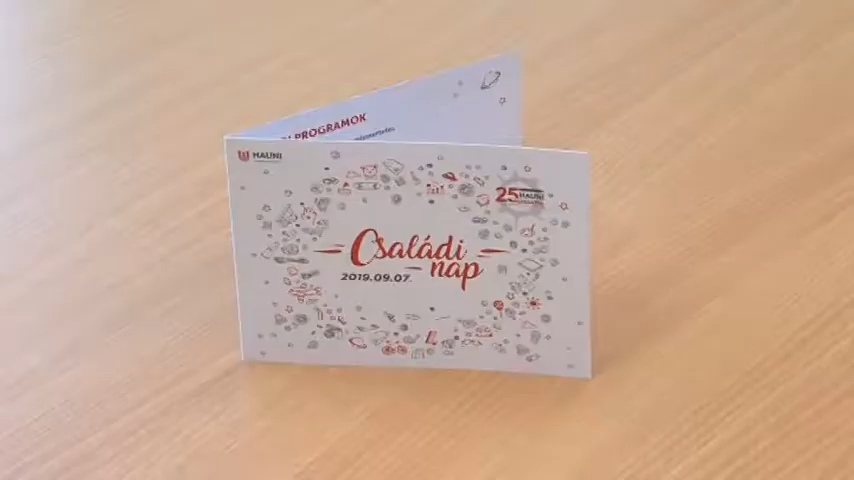 PROGRAMOK
HAUNI
25 HAUNI
Családi
nap
2019.09.07.